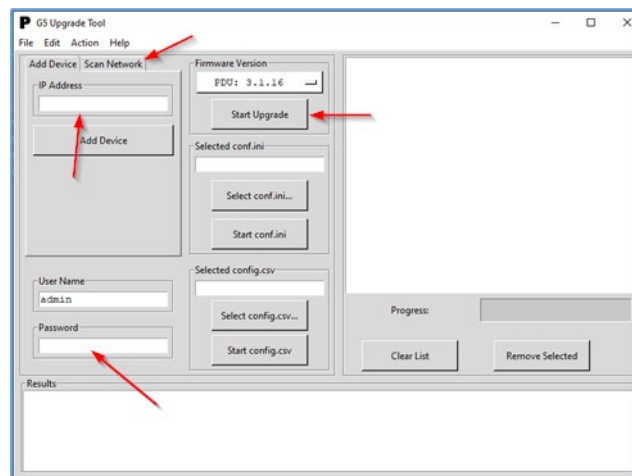 P G5 Upgrade Tool
File Edit Action Help
Add Device Scan Network
IP Address
Add Device
User Name
admin
Password
Firmware Version
PDU: 3.1.16
Start Upgrade
Selected conf.ini
Select conf.ini...
Start conf.ini
Selected config.csv
Select config.csv...
Start config.csv
Progress:
Clear List Remove Selected
Results